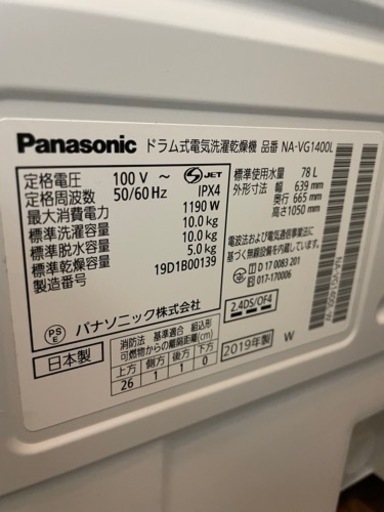 Panasonic ドラム式電気洗濯乾燥機 品番 NA-VG1400L
定格電圧 100 V ~
定格周波数 50/60 Hz
最大消費電力 1190 W
標準洗濯容量 10.0 kg
標準脱水容量 10.0 kg
標準乾燥容量 5.0 kg
製造番号 19D1B00139
S JET
IPX4
標準使用水量 78 L
外形寸法 幅 639 mm
奥行 665 mm
高さ1050 mm
電波法および電気通信事業法に
基づく無線設備を内蔵しています。
D 17 0083 201
017-170006
2.4DS/OF4
PS
E
パナソニック株式会社
日本製
消防法 基準適合 組込形
可燃物からの離隔距離(cm)
上方 側方 後方 下方
26 1 1 0
2019年製 W